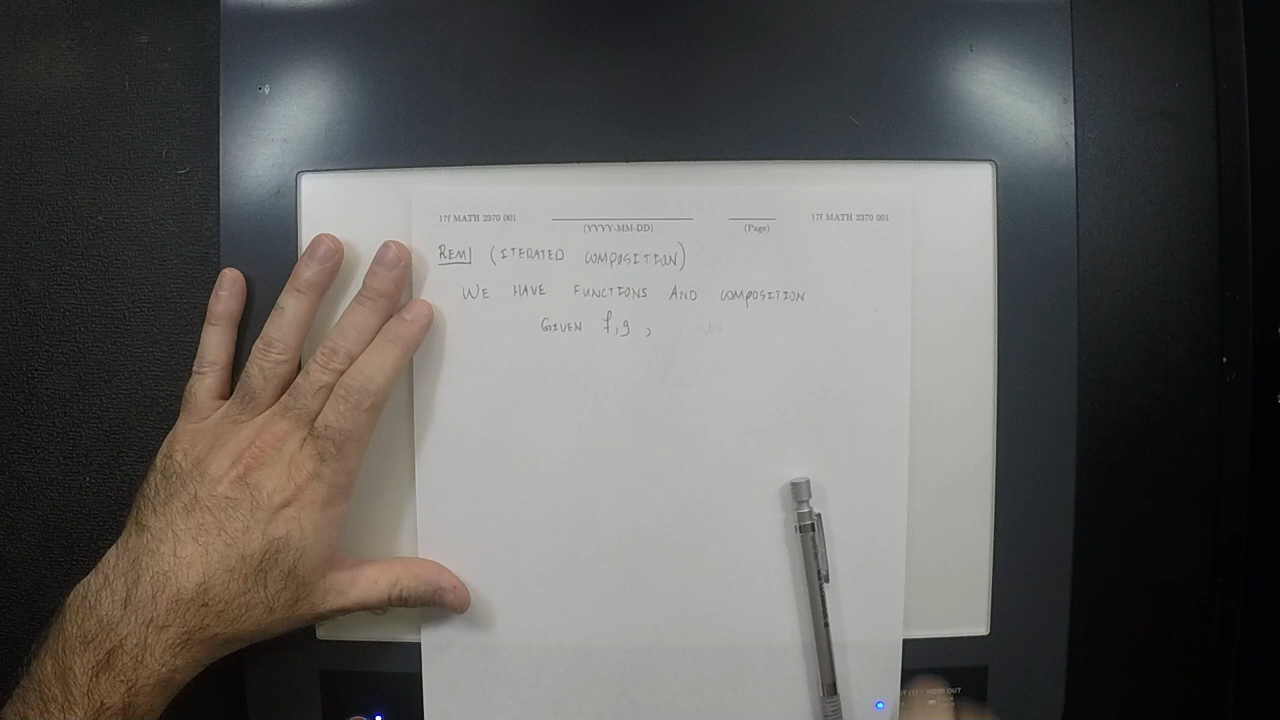 17f MATH 2370 001 (YYYY-MM-DD) (Page) 17f MATH 2370 001
REM (ITERATED COMPOSITION)
WE HAVE FUNCTIONS AND COMPOSITION
GIVEN f, g ,